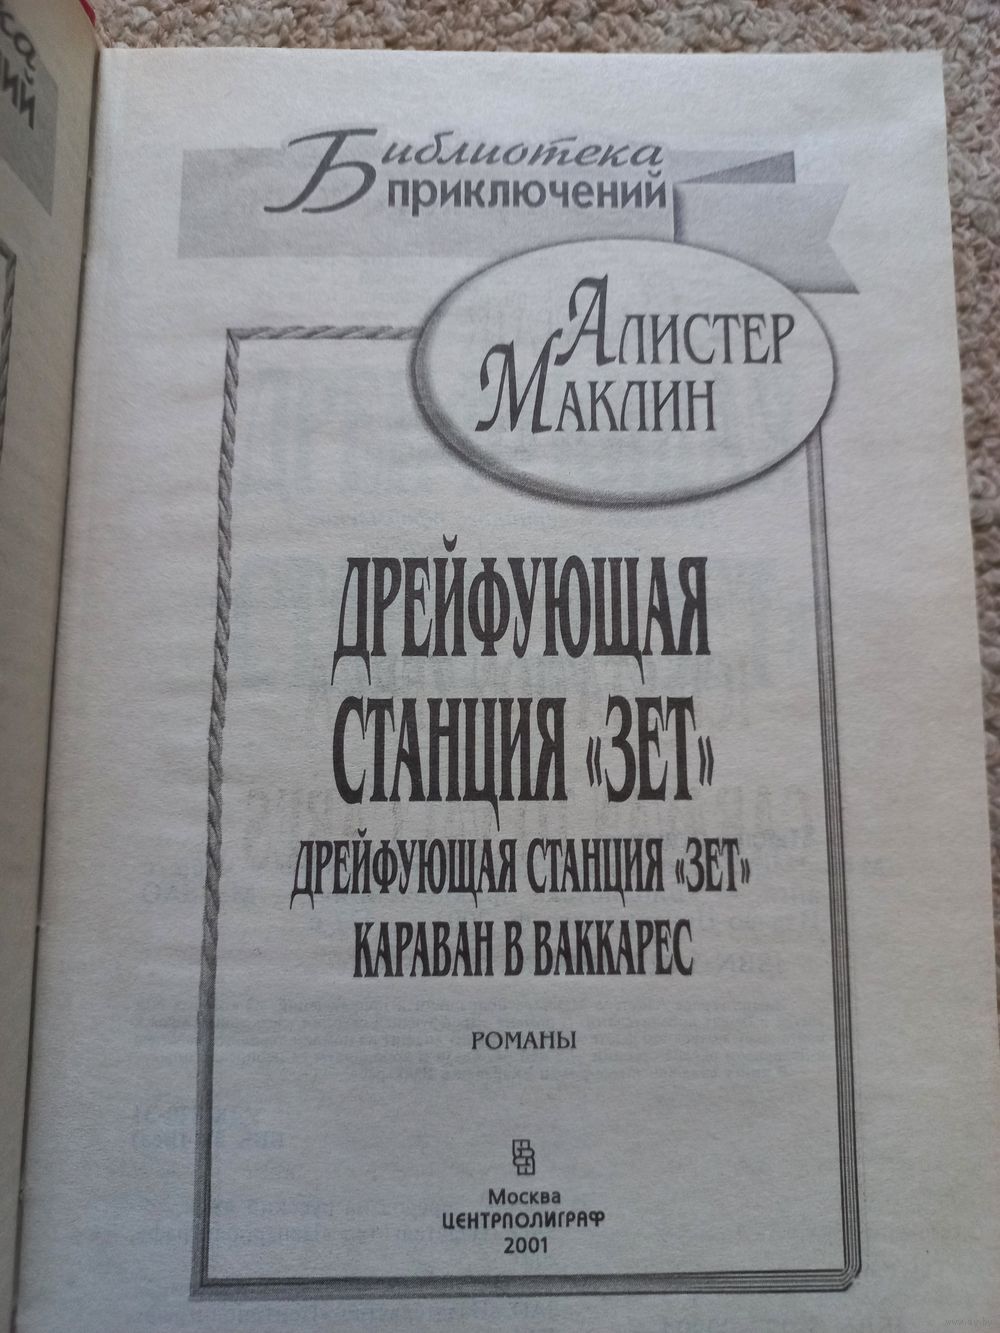 Библиотека
приключений
Алистер
Маклин
ДРЕЙФУЮЩАЯ
СТАНЦИЯ «ЗЕТ»
ДРЕЙФУЮЩАЯ СТАНЦИЯ «ЗЕТ»
КАРАВАН В ВАККАРЕС
РОМАНЫ
Москва
ЦЕНТРПОЛИГРАФ
2001